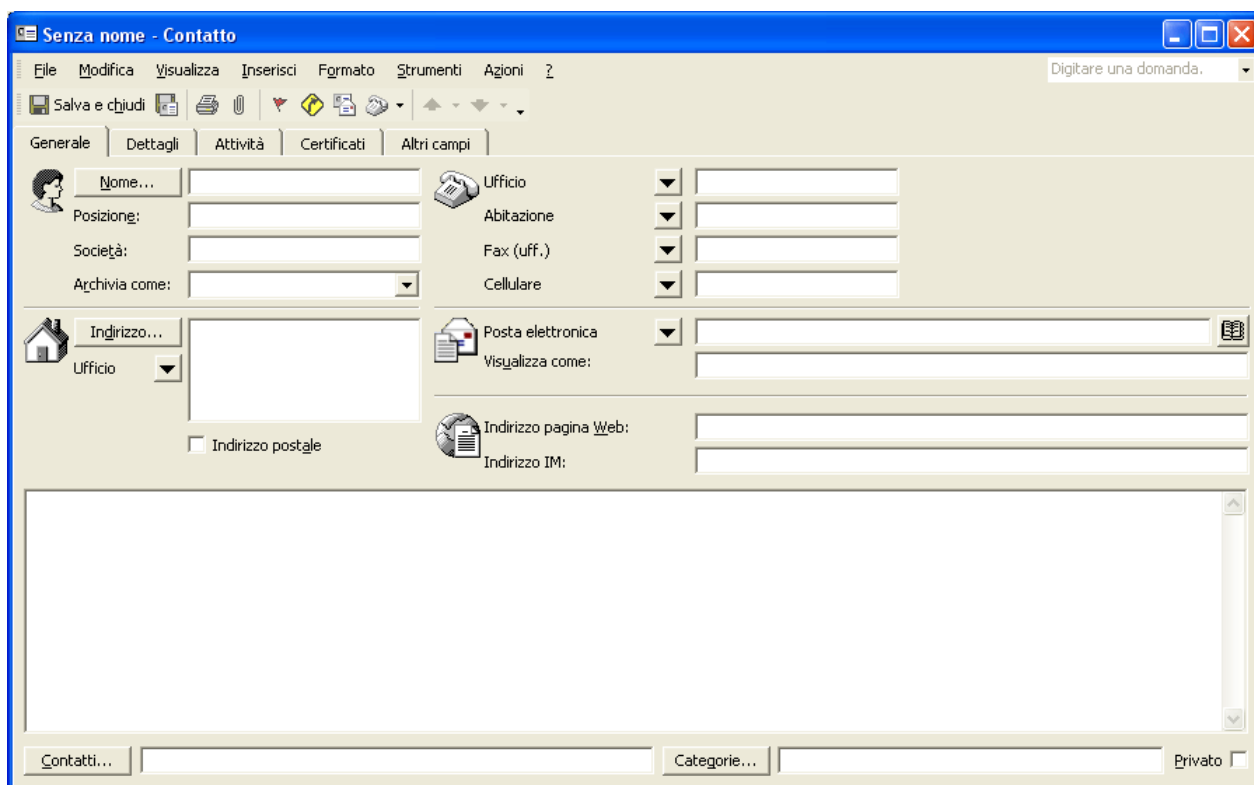 Senza nome - Contatto
File Modifica Visualizza Inserisci Formato Strumenti Azioni ? Digitare una domanda.
Salva e chiudi
Generale Dettagli Attività Certificati Altri campi
Nome... Ufficio
Posizione: Abitazione
Società: Fax (uff.)
Archivia come: Cellulare
Indirizzo... Posta elettronica
Ufficio Visualizza come:
Indirizzo pagina Web:
Indirizzo postale
Indirizzo IM:
Contatti... Categorie... Privato